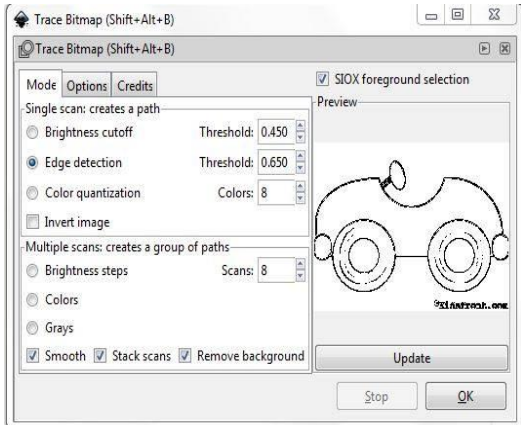 Trace Bitmap (Shift+Alt+B)
Trace Bitmap (Shift+Alt+B)
Mode Options Credits
SIOX foreground selection
Single scan: creates a path
Brightness cutoff Threshold: 0.450
Edge detection Threshold: 0.650
Color quantization Colors: 8
Invert image
Multiple scans: creates a group of paths
Brightness steps Scans: 8
Colors
Grays
Smooth Stack scans Remove background
Preview
Update
Stop OK